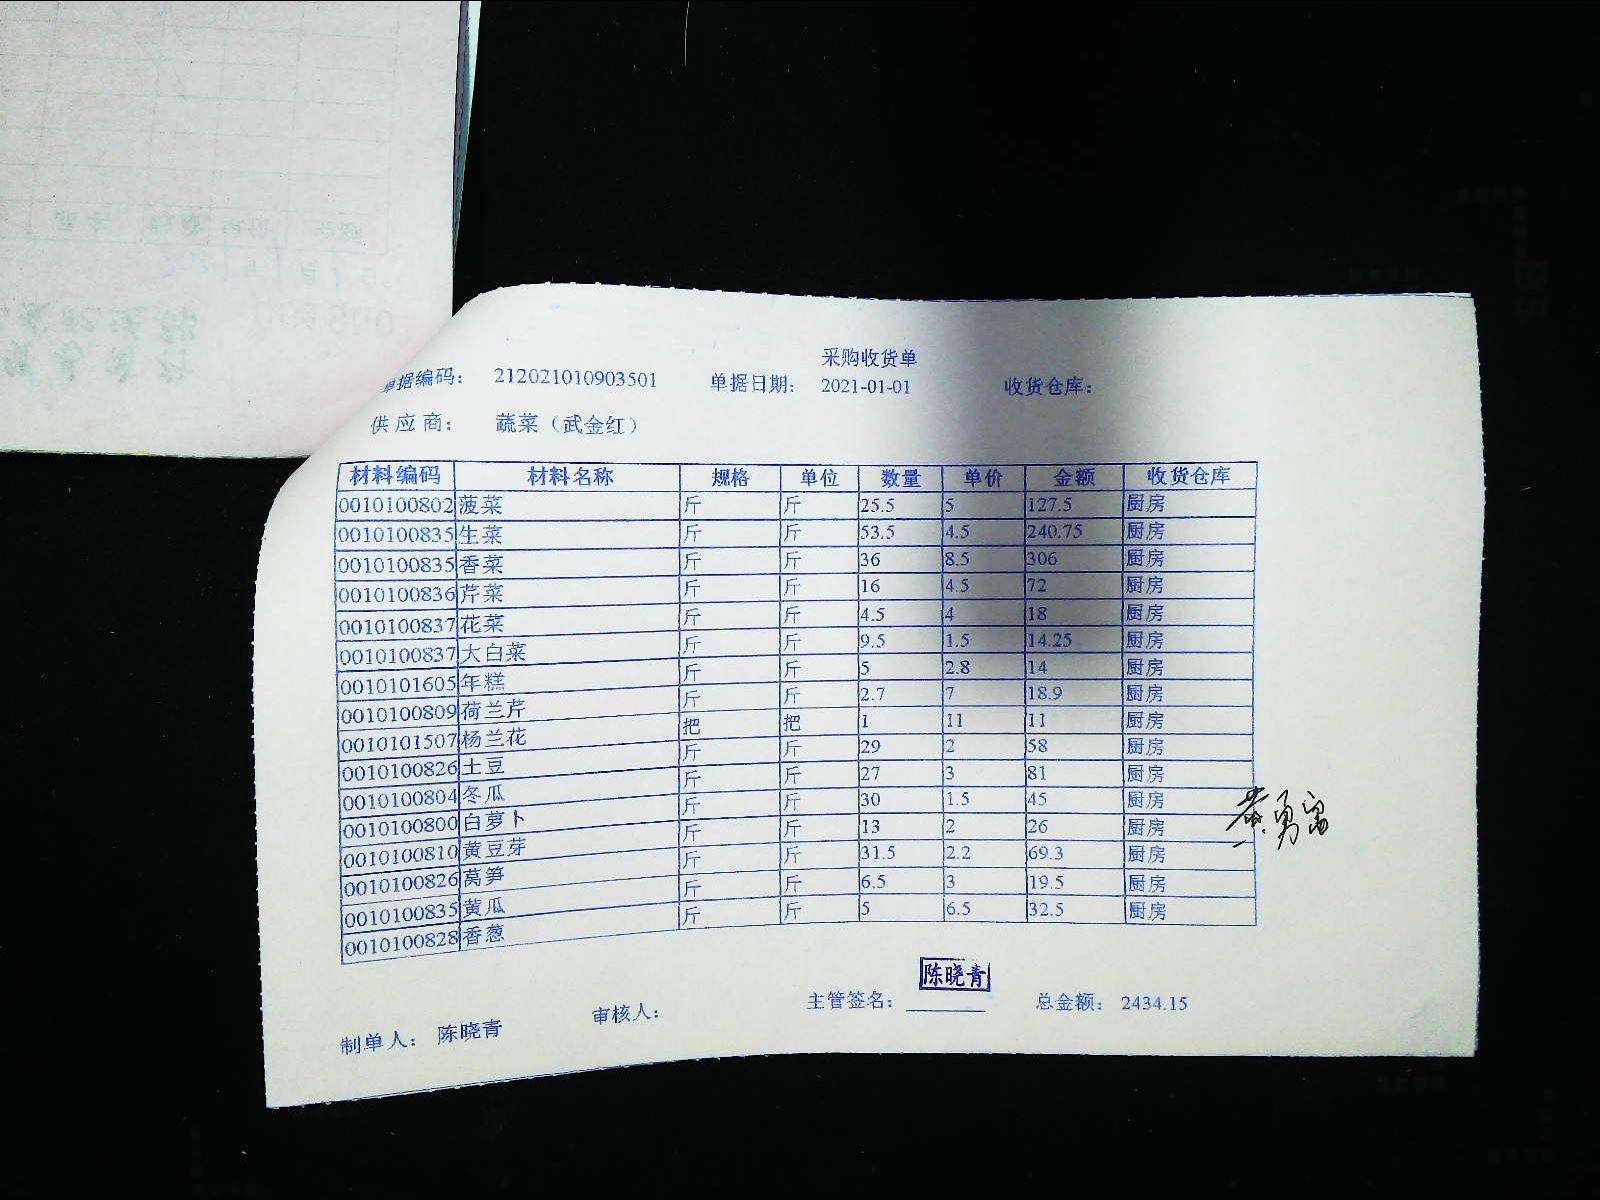 采购收货单
单据编码： 212021010903501 单据日期： 2021-01-01 收货仓库：
供应商： 蔬菜（武金红）
材料编码 材料名称 规格 单位 数量 单价 金额 收货仓库
0010100802 菠菜 斤 斤 25.5 5 127.5 厨房
0010100835 生菜 斤 斤 53.5 4.5 240.75 厨房
0010100835 香菜 斤 斤 36 8.5 306 厨房
0010100836 芹菜 斤 斤 16 4.5 72 厨房
0010100837 花菜 斤 斤 4.5 4 18 厨房
0010100837 大白菜 斤 斤 9.5 1.5 14.25 厨房
0010101605 年糕 斤 斤 5 2.8 14 厨房
0010100809 荷兰芹 斤 斤 2.7 7 18.9 厨房
0010101507 杨兰花 把 把 1 11 11 厨房
0010100826 土豆 斤 斤 29 2 58 厨房
0010100804 冬瓜 斤 斤 27 3 81 厨房
0010100800 白萝卜 斤 斤 30 1.5 45 厨房
0010100810 黄豆芽 斤 斤 13 2 26 厨房
0010100826 莴笋 斤 斤 31.5 2.2 69.3 厨房
0010100835 黄瓜 斤 斤 6.5 3 19.5 厨房
0010100828 香葱 斤 斤 5 6.5 32.5 厨房
陈晓青
制单人： 陈晓青 审核人： 主管签名： 总金额： 2434.15